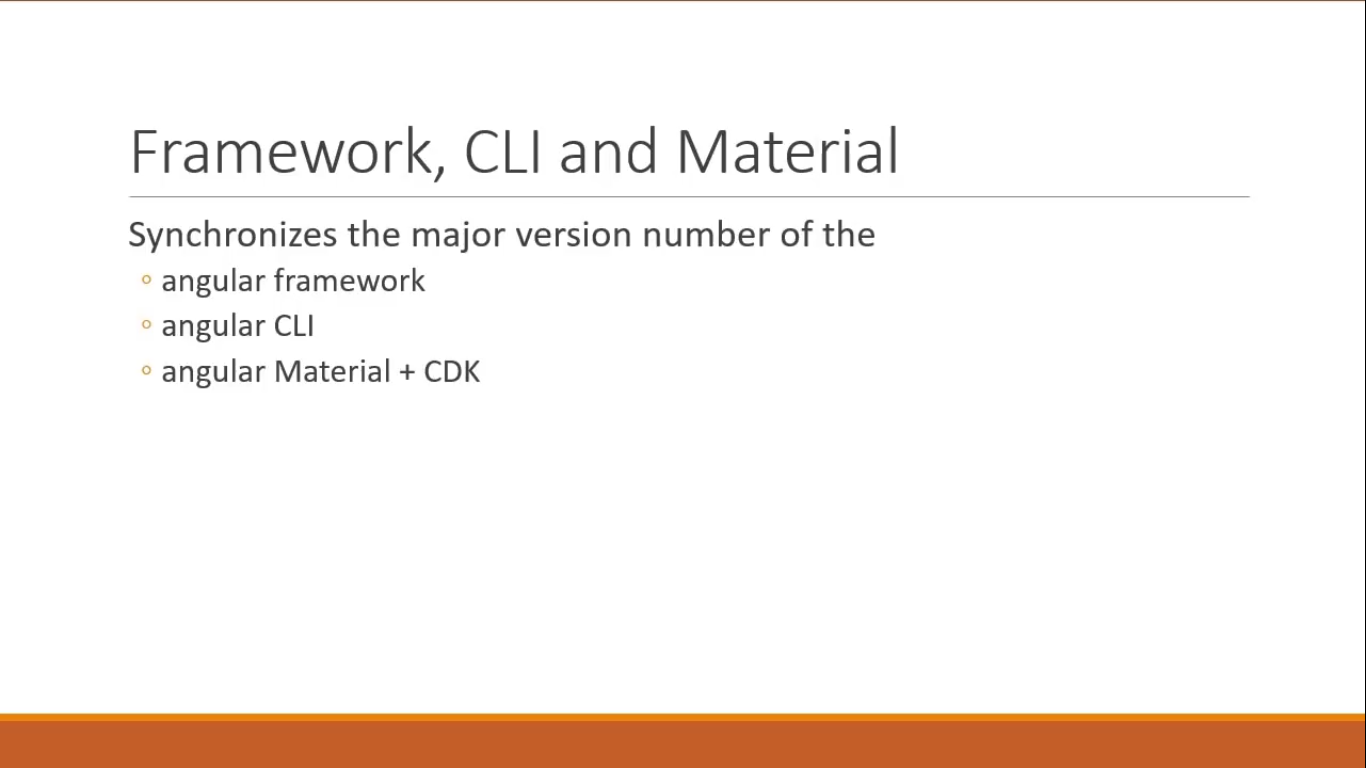 Framework, CLI and Material
Synchronizes the major version number of the
angular framework
angular CLI
angular Material + CDK